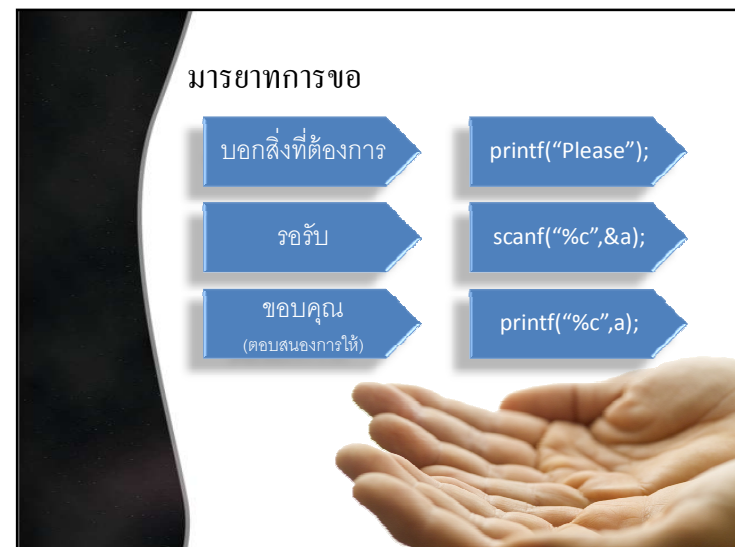 มารยาทการขอ
บอกสิ่งที่ต้องการ
printf(“Please”);
รอรับ
scanf(“%c”,&a);
ขอบคุณ
(ตอบสนองการให้)
printf(“%c”,a);